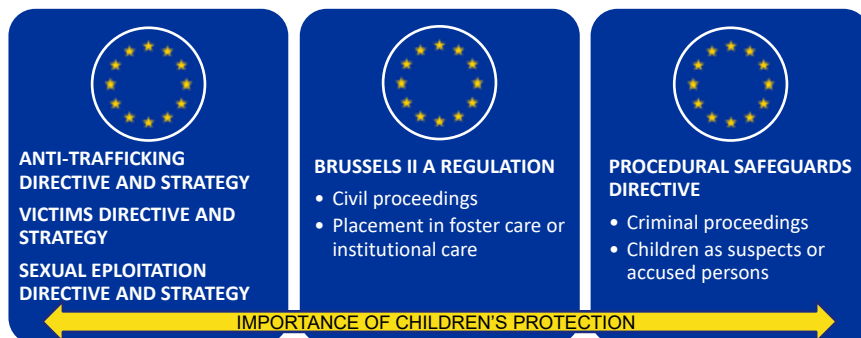 ANTI-TRAFFICKING
DIRECTIVE AND STRATEGY
VICTIMS DIRECTIVE AND
STRATEGY
SEXUAL EPLOITATION
DIRECTIVE AND STRATEGY
BRUSSELS II A REGULATION
• Civil proceedings
• Placement in foster care or
institutional care
PROCEDURAL SAFEGUARDS
DIRECTIVE
• Criminal proceedings
• Children as suspects or
accused persons
IMPORTANCE OF CHILDREN'S PROTECTION